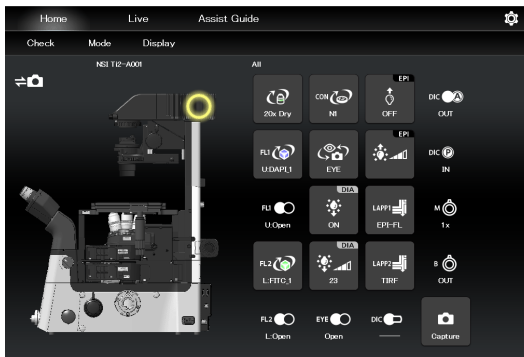 Home Live Assist Guide
Check Mode Display
NSI Ti2-A001
All
20x Dry
CON
N1
EPI
OFF
DIC A
OUT
FL1
U:DAPI_1
EYE
EPI
DIC P
IN
FL1
U:Open
DIA
ON
LAPP1
EPI-FL
M
1x
FL2
L:FITC_1
DIA
23
LAPP2
TIRF
B
OUT
FL2
L:Open
EYE
Open
DIC
Capture